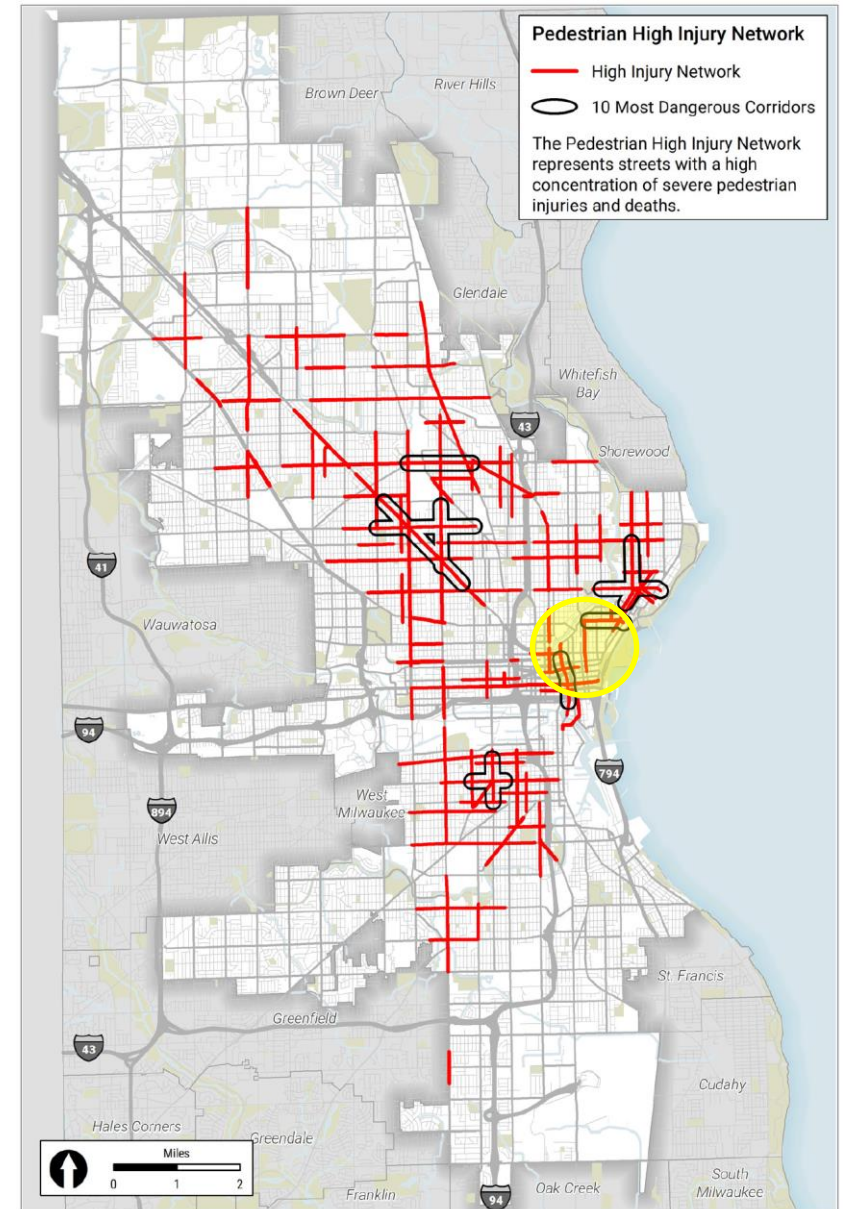 Pedestrian High Injury Network
High Injury Network
10 Most Dangerous Corridors
The Pedestrian High Injury Network
represents streets with a high
concentration of severe pedestrian
injuries and deaths.
Brown Deer
River Hills
Glendale
Whitefish
Bay
43
Shorewood
41
Wauwatosa
94
794
894
West
Milwaukee
West Allis
St. Francis
Greenfield
43
Cudahy
Hales Corners
Greendale
Miles
0 1 2
Franklin
94
Oak Creek
South
Milwaukee